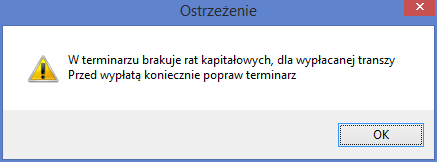 Ostrzeżenie
W terminarzu brakuje rat kapitałowych, dla wypłacanej transzy
Przed wypłatą koniecznie popraw terminarz
OK